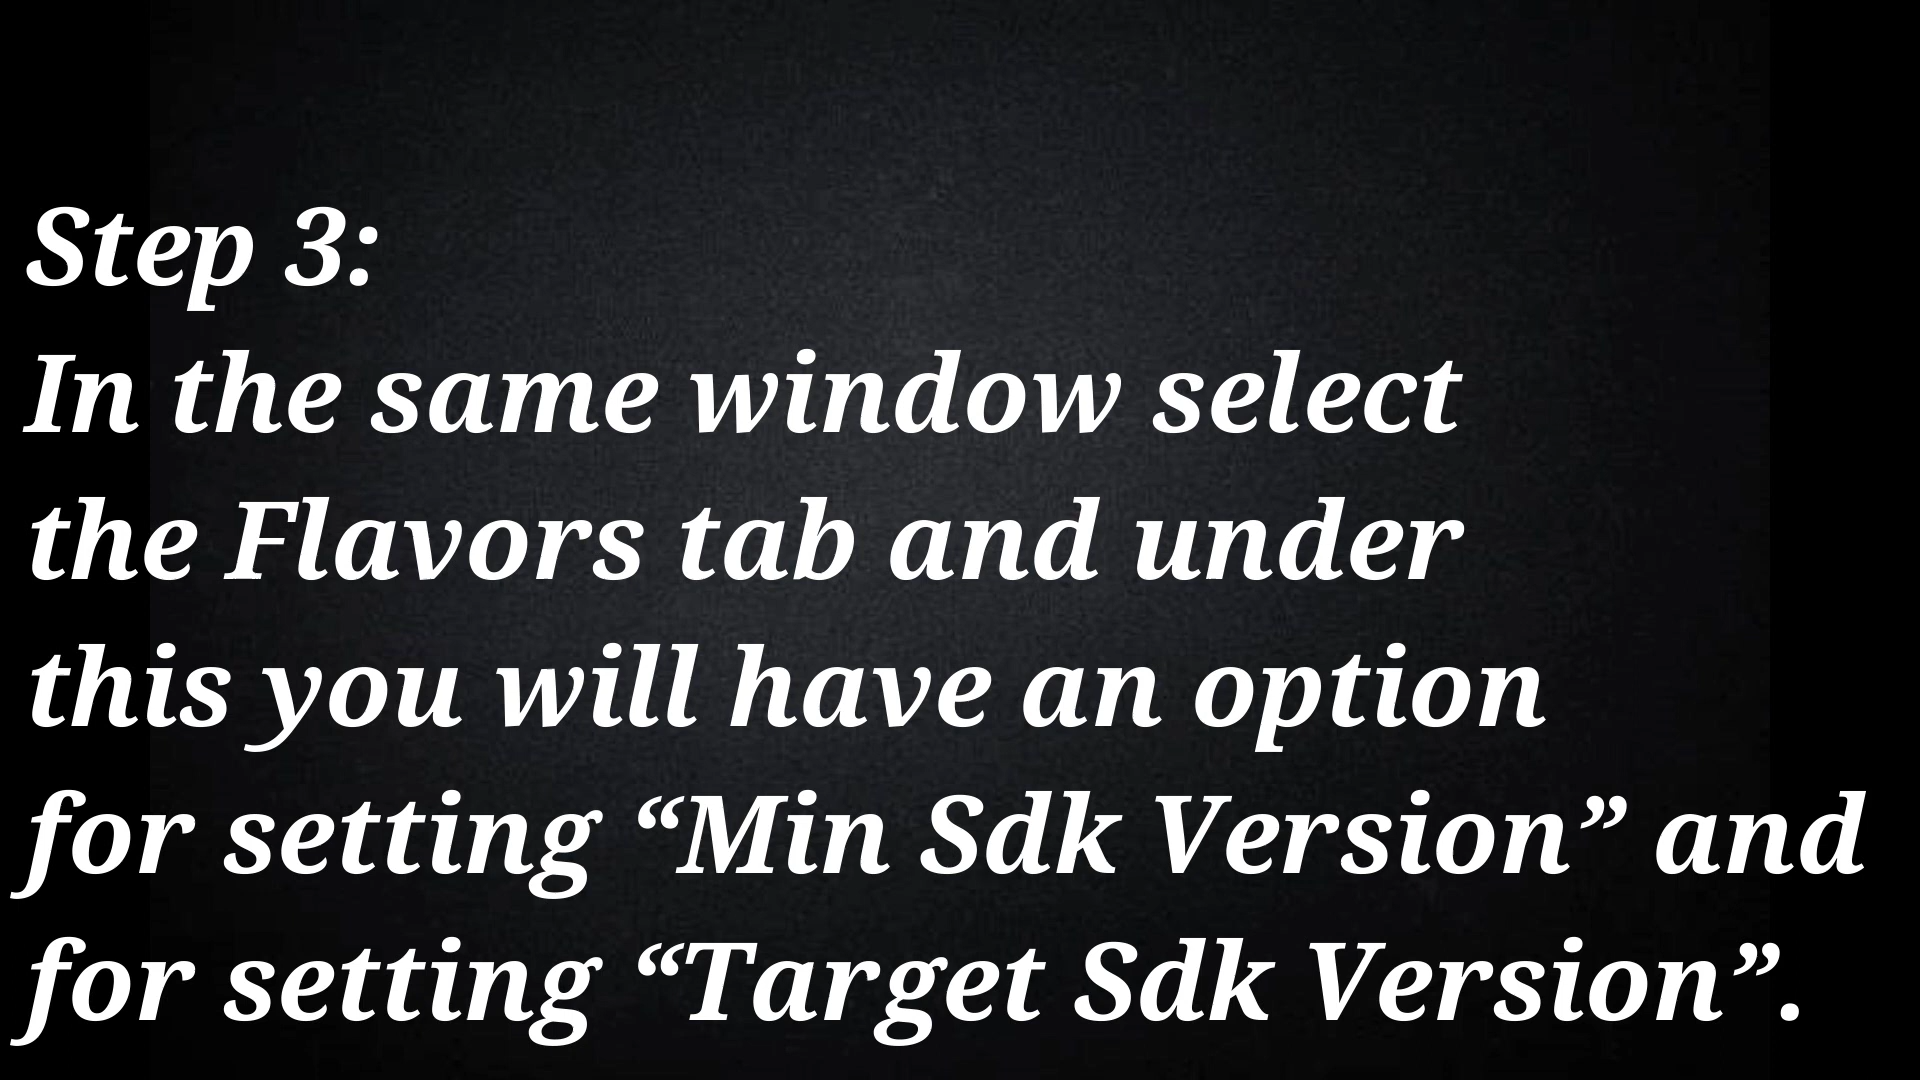 Step 3:
In the same window select
the Flavors tab and under
this you will have an option
for setting “Min Sdk Version” and
for setting “Target Sdk Version”.